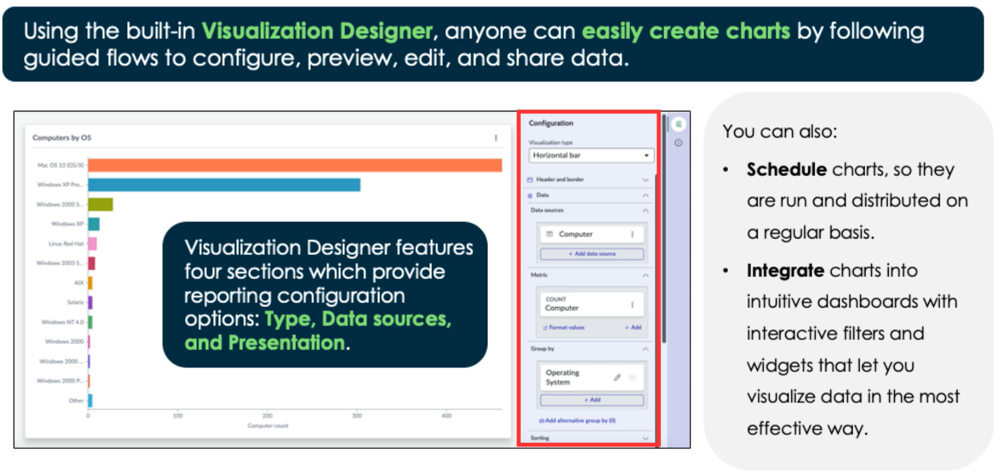 Using the built-in Visualization Designer, anyone can easily create charts by following
guided flows to configure, preview, edit, and share data.
Computers by OS
Mac OS 10 (OS/X)
Windows XP Pro...
Windows 2000 S...
Windows XP
Linux Red Hat
Windows 2003 S...
AIX
Solaris
Windows NT 4.0
Windows 2000
Windows 2000 ...
Windows 2000 P...
Other
0 100 200 300 400
Computer count
Visualization Designer features
four sections which provide
reporting configuration
options: Type, Data sources,
and Presentation.
Configuration
Visualization type
Horizontal bar
Header and border
Data
Data sources
Computer
+ Add data source
Metric
COUNT
Computer
Format values + Add
Group by
Operating
System
+ Add
Add alternative group by (0)
Sorting
You can also:
• Schedule charts, so they
are run and distributed on
a regular basis.
• Integrate charts into
intuitive dashboards with
interactive filters and
widgets that let you
visualize data in the most
effective way.